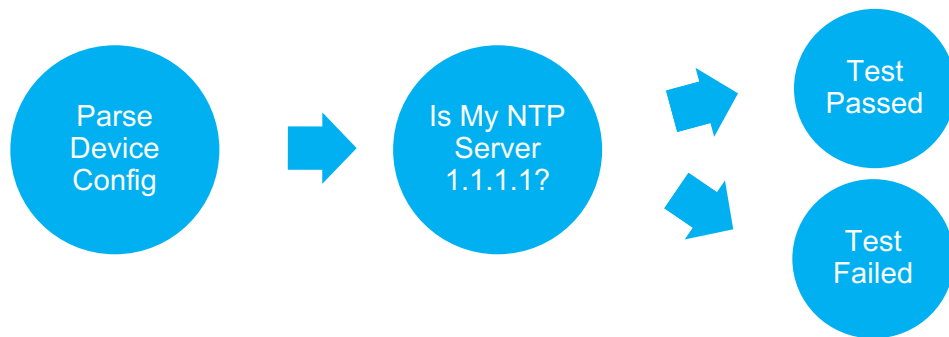 Parse
Device
Config
Is My NTP
Server
1.1.1.1?
Test
Passed
Test
Failed